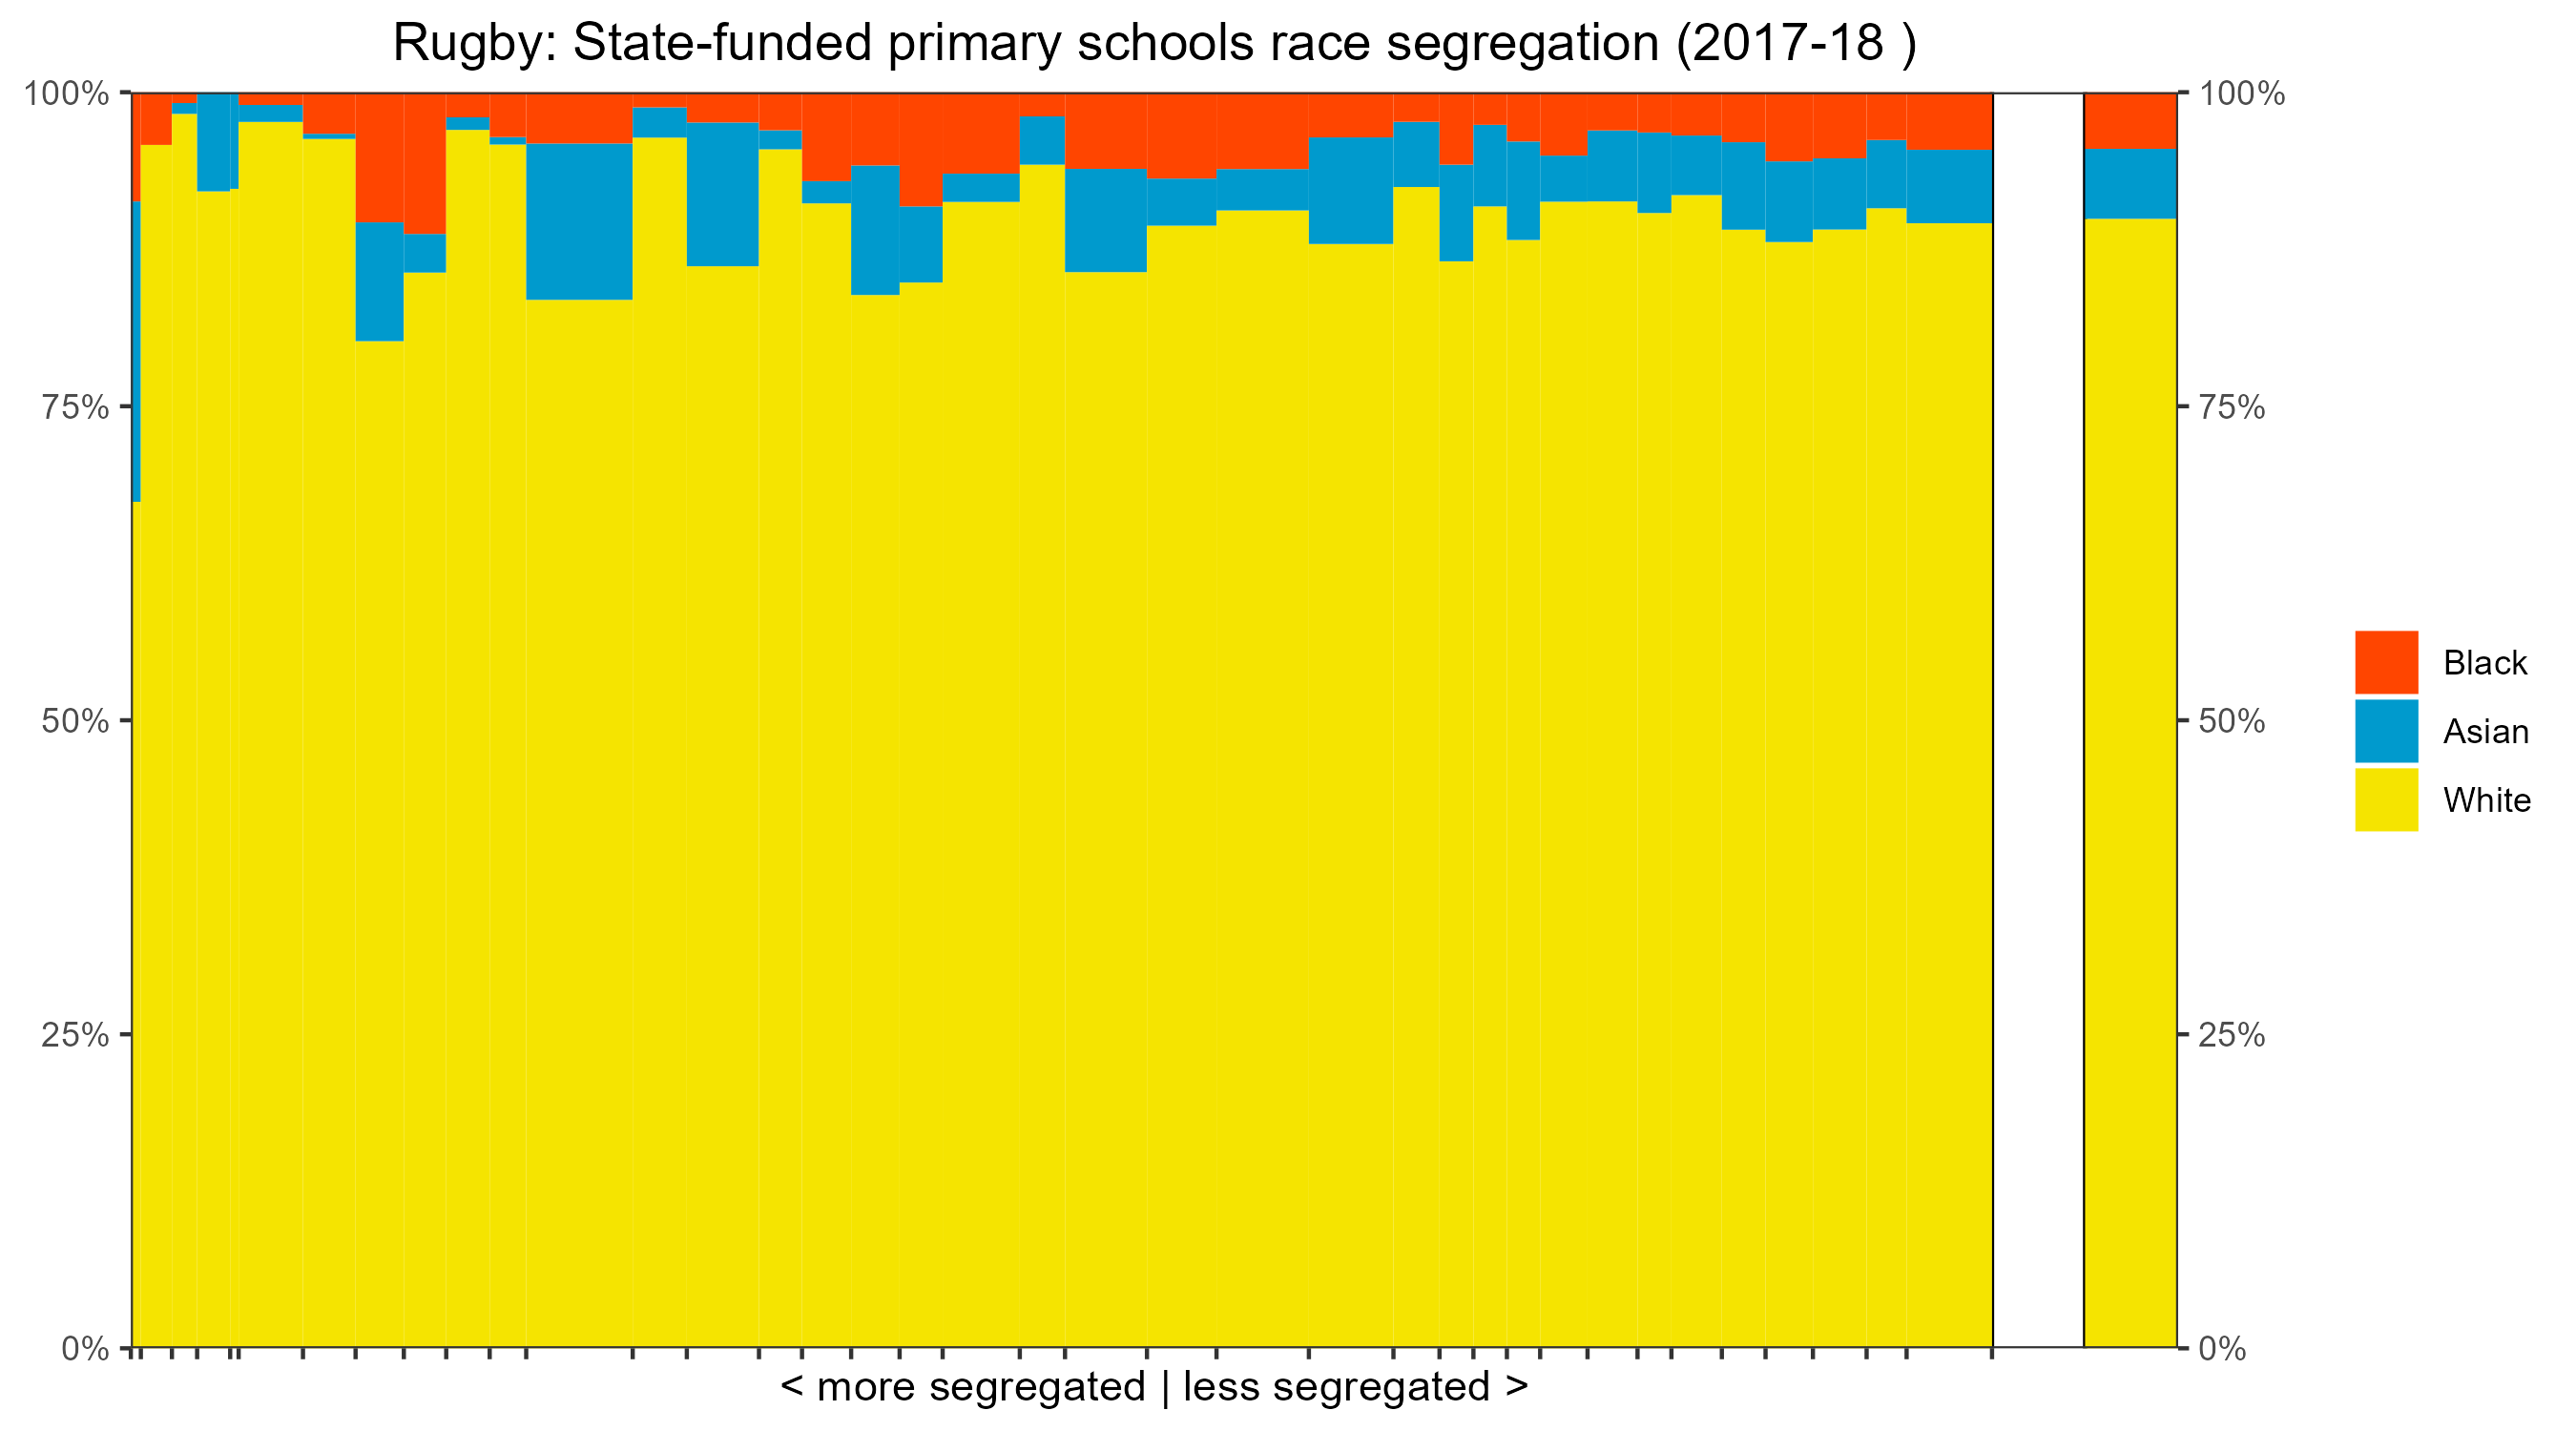 Rugby: State-funded primary schools race segregation (2017-18 )
100%
75%
50%
25%
0%
100%
75%
50%
25%
0%
< more segregated | less segregated >
Black
Asian
White